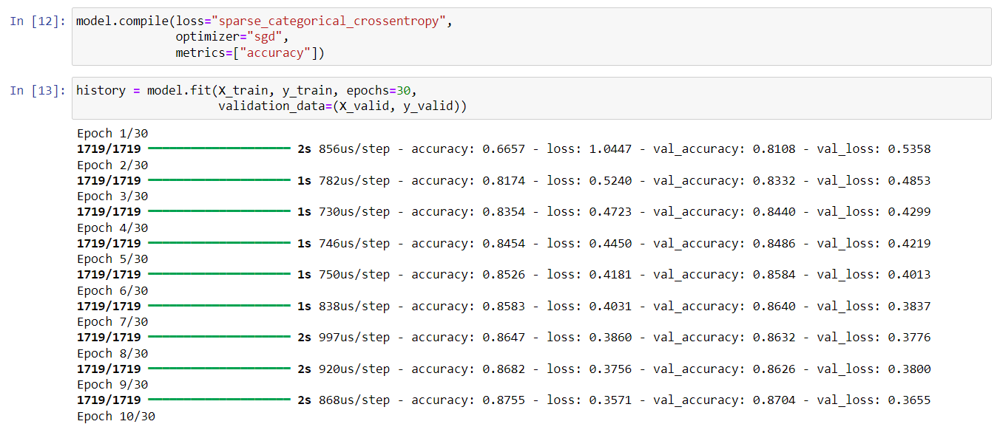 In [12]: model.compile(loss="sparse_categorical_crossentropy",
optimizer="sgd",
metrics=["accuracy"])
In [13]: history = model.fit(X_train, y_train, epochs=30,
validation_data=(X_valid, y_valid))
Epoch 1/30
1719/1719 2s 856us/step - accuracy: 0.6657 - loss: 1.0447 - val_accuracy: 0.8108 - val_loss: 0.5358
Epoch 2/30
1719/1719 1s 782us/step - accuracy: 0.8174 - loss: 0.5240 - val_accuracy: 0.8332 - val_loss: 0.4853
Epoch 3/30
1719/1719 1s 730us/step - accuracy: 0.8354 - loss: 0.4723 - val_accuracy: 0.8440 - val_loss: 0.4299
Epoch 4/30
1719/1719 1s 746us/step - accuracy: 0.8454 - loss: 0.4450 - val_accuracy: 0.8486 - val_loss: 0.4219
Epoch 5/30
1719/1719 1s 750us/step - accuracy: 0.8526 - loss: 0.4181 - val_accuracy: 0.8584 - val_loss: 0.4013
Epoch 6/30
1719/1719 1s 838us/step - accuracy: 0.8583 - loss: 0.4031 - val_accuracy: 0.8640 - val_loss: 0.3837
Epoch 7/30
1719/1719 2s 997us/step - accuracy: 0.8647 - loss: 0.3860 - val_accuracy: 0.8632 - val_loss: 0.3776
Epoch 8/30
1719/1719 2s 920us/step - accuracy: 0.8682 - loss: 0.3756 - val_accuracy: 0.8626 - val_loss: 0.3800
Epoch 9/30
1719/1719 2s 868us/step - accuracy: 0.8755 - loss: 0.3571 - val_accuracy: 0.8704 - val_loss: 0.3655
Epoch 10/30